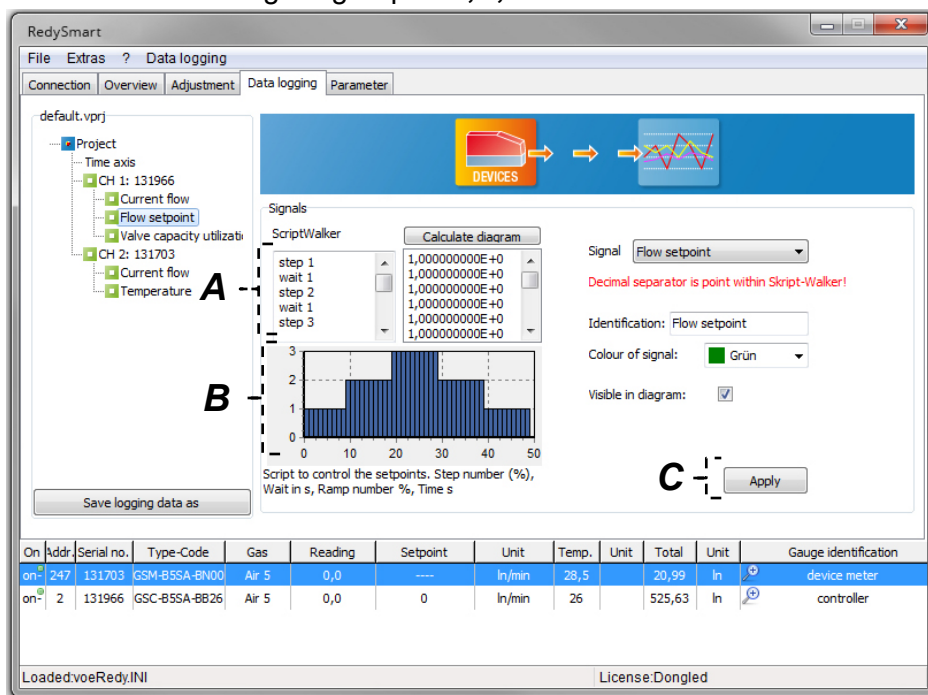 RedySmart
File Extras ? Data logging
Connection Overview Adjustment Data logging Parameter
default.vprj
Project
Time axis
CH 1: 131966
Current flow
Flow setpoint
Valve capacity utilizati
CH 2: 131703
Current flow
Temperature
Save logging data as
DEVICES
Signals
ScriptWalker
Calculate diagram
A
step 1
wait 1
step 2
wait 1
step 3
1,000000000E+0
1,000000000E+0
1,000000000E+0
1,000000000E+0
1,000000000E+0
1,000000000E+0
B
3
2
1
0
0 10 20 30 40 50
Script to control the setpoints. Step number (%),
Wait in s, Ramp number %, Time s
Signal Flow setpoint
Decimal separator is point within Skript-Walker!
Identification: Flow setpoint
Colour of signal: Grün
Visible in diagram:
C
Apply
On Addr. Serial no. Type-Code Gas Reading Setpoint Unit Temp. Unit Total Unit Gauge identification
on- 247 131703 GSM-B5SA-BN00 Air 5 0,0 ---- ln/min 28,5 20,99 ln device meter
on- 2 131966 GSC-B5SA-BB26 Air 5 0,0 0 ln/min 26 525,63 ln controller
Loaded:voeRedy.INI License:Dongled